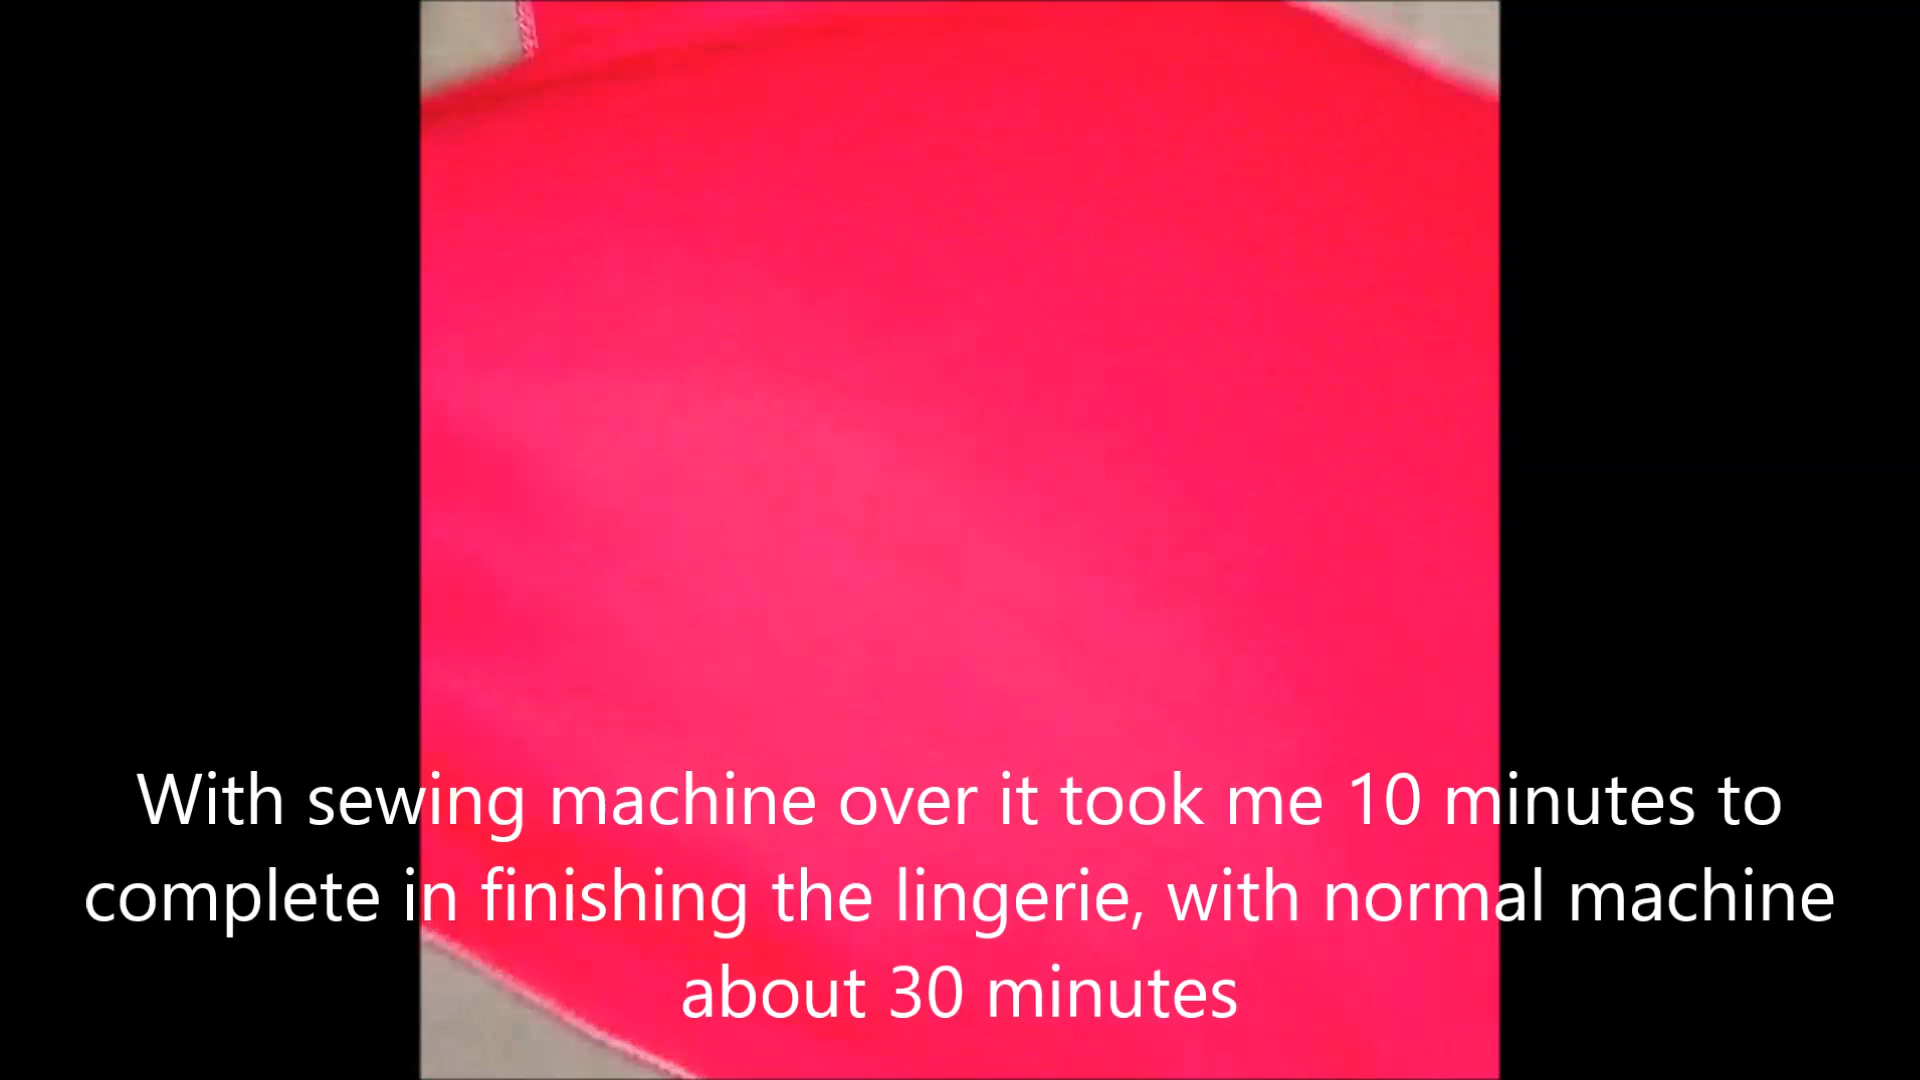 With sewing machine over it took me 10 minutes to
complete in finishing the lingerie, with normal machine
about 30 minutes